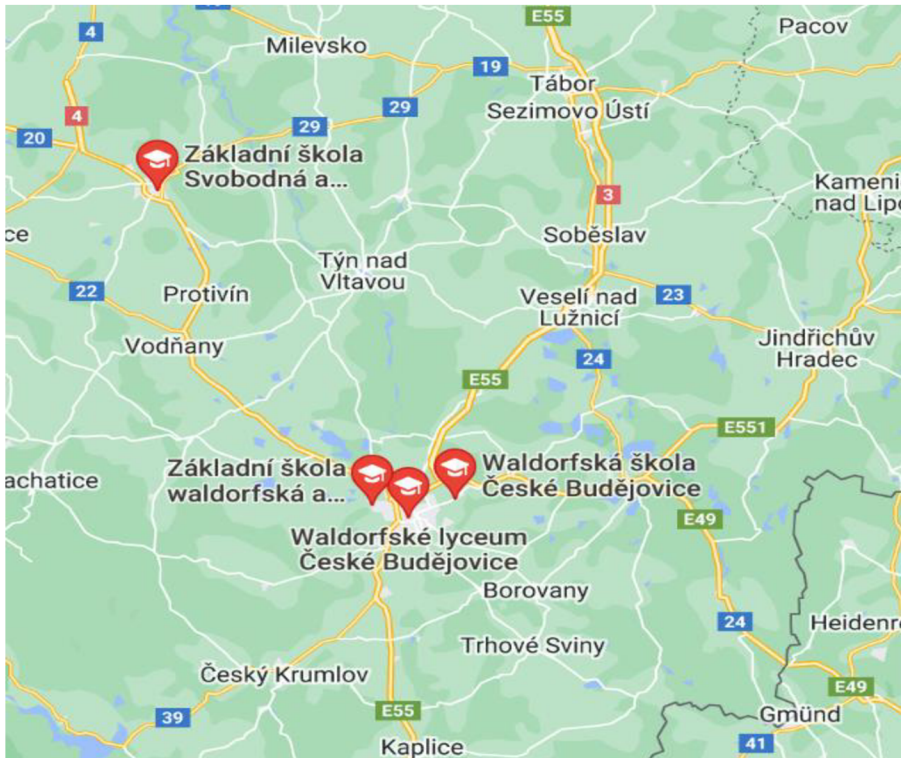 E55
Pacov
4
Milevsko
19
Tábor
Sezimovo Ústí
29
4
29
20
Základní škola
Svobodná a...
Kameni
nad Lipo
3
ce
Soběslav
Týn nad
Vltavou
22
Protivín
Veselí nad
Lužnicí
23
Vodňany
Jindřichův
Hradec
24
E55
E551
achatice
Základní škola
waldorfská a...
Waldorfská škola
České Budějovice
E49
Waldorfské lyceum
České Budějovice
Borovany
24
Heidenre
Trhové Sviny
Český Krumlov
E49
39
E55
Gmünd
41
Kaplice